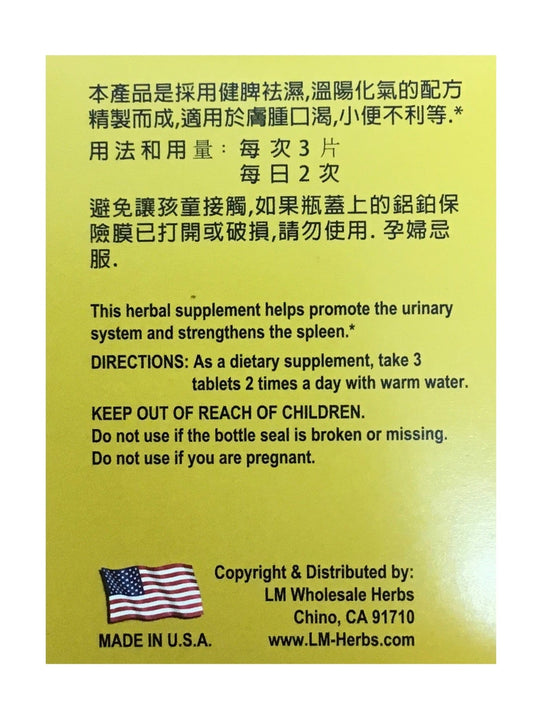 本產品是採用健脾袪濕,溫陽化氣的配方
精製而成,適用於膚腫口渴,小便不利等.*
用法和用量：每次3片
每日2次
避免讓孩童接觸,如果瓶蓋上的鋁鉑保
險膜已打開或破損,請勿使用. 孕婦忌
服.
This herbal supplement helps promote the urinary
system and strengthens the spleen.*
DIRECTIONS: As a dietary supplement, take 3
tablets 2 times a day with warm water.
KEEP OUT OF REACH OF CHILDREN.
Do not use if the bottle seal is broken or missing.
Do not use if you are pregnant.
Copyright & Distributed by:
LM Wholesale Herbs
Chino, CA 91710
MADE IN U.S.A.
www.LM-Herbs.com